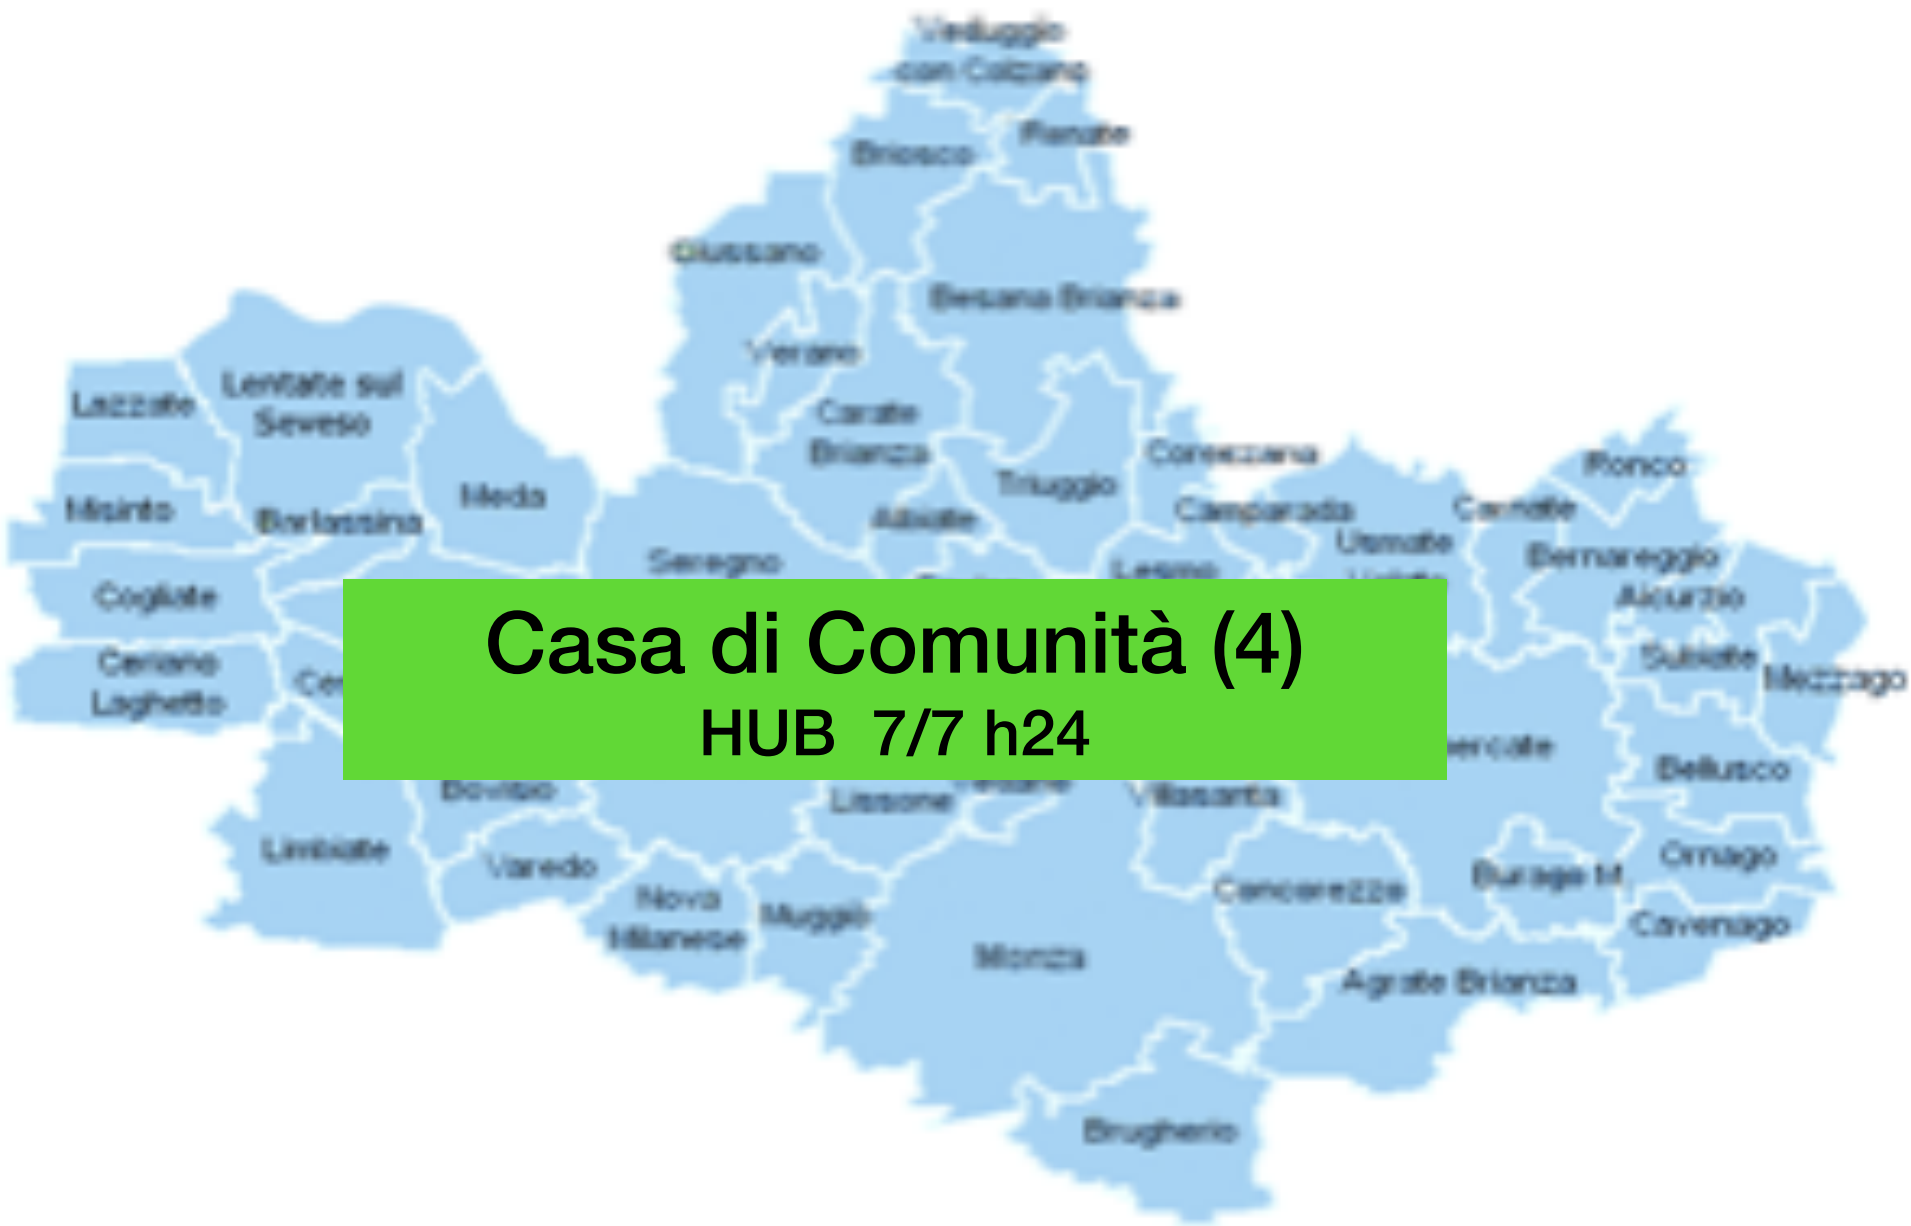 Veduggio
con Colzano
Renate
Briosco
Giussano
Besana Brianza
Verano
Lentate sul
Seveso
Lazzate
Carate
Brianza
Correzzana
Ronco
Triuggio
Meda
Misinto
Barlassina
Albiate
Camparada
Carnate
Usmate
Bernareggio
Seregno
Lesmo
Cogliate
Aicurzio
Casa di Comunità (4)
HUB 7/7 h24
Ceriano
Laghetto
Sulbiate
Mezzago
Bellusco
Bovisio
Lissone
Villasanta
Limbiate
Varedo
Ornago
Burago M.
Concorezzo
Nova
Milanese
Muggiò
Cavenago
Monza
Agrate Brianza
Brugherio